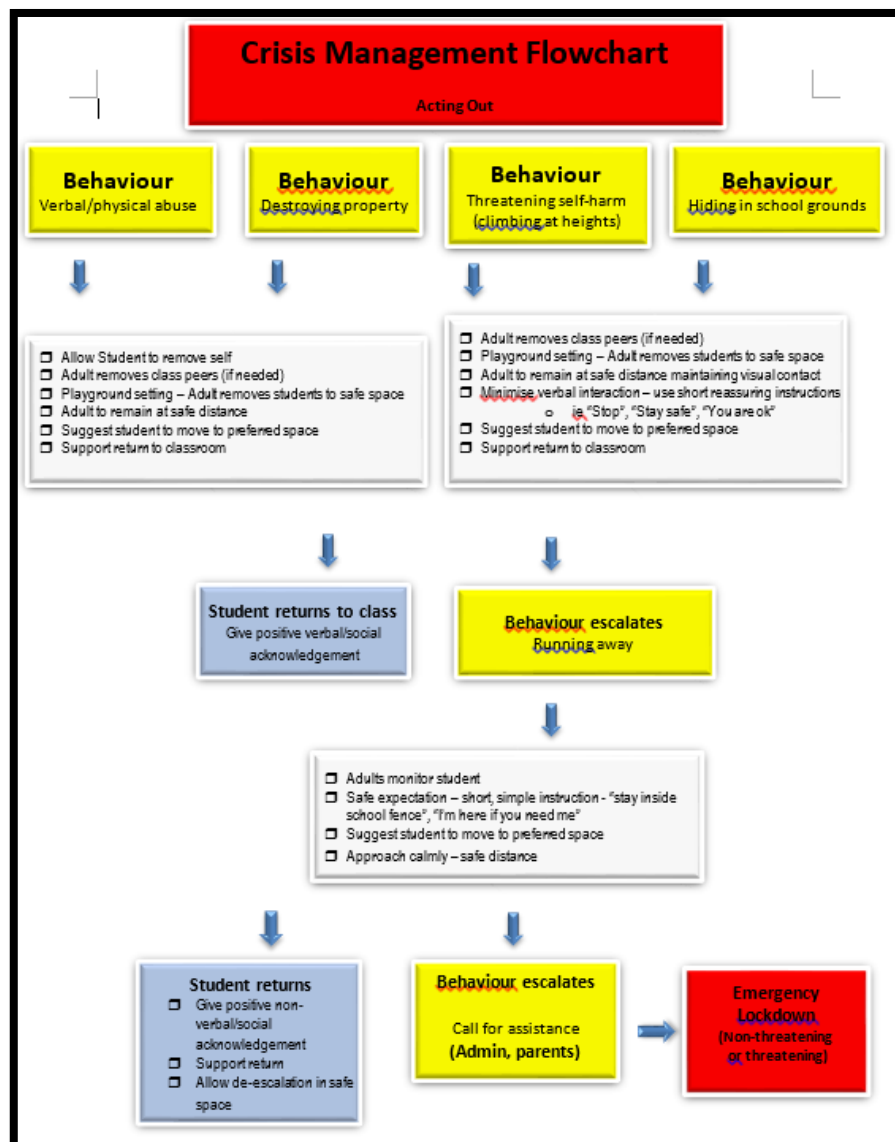 Crisis Management Flowchart
Acting Out
Behaviour
Verbal/physical abuse
Behaviour
Destroying property
Behaviour
Threatening self-harm
(climbing at heights)
Behaviour
Hiding in school grounds
❒ Allow Student to remove self
❒ Adult removes class peers (if needed)
❒ Playground setting – Adult removes students to safe space
❒ Adult to remain at safe distance
❒ Suggest student to move to preferred space
❒ Support return to classroom
❒ Adult removes class peers (if needed)
❒ Playground setting – Adult removes students to safe space
❒ Adult to remain at safe distance maintaining visual contact
❒ Minimise verbal interaction – use short reassuring instructions
o ie "Stop", "Stay safe", "You are ok"
❒ Suggest student to move to preferred space
❒ Support return to classroom
Student returns to class
Give positive verbal/social
acknowledgement
Behaviour escalates
Running away
❒ Adults monitor student
❒ Safe expectation – short, simple instruction - "stay inside
school fence", "I'm here if you need me"
❒ Suggest student to move to preferred space
❒ Approach calmly – safe distance
Student returns
❒ Give positive non-
verbal/social
acknowledgement
❒ Support return
❒ Allow de-escalation in safe
space
Behaviour escalates
Call for assistance
(Admin, parents)
Emergency
Lockdown
(Non-threatening
or threatening)